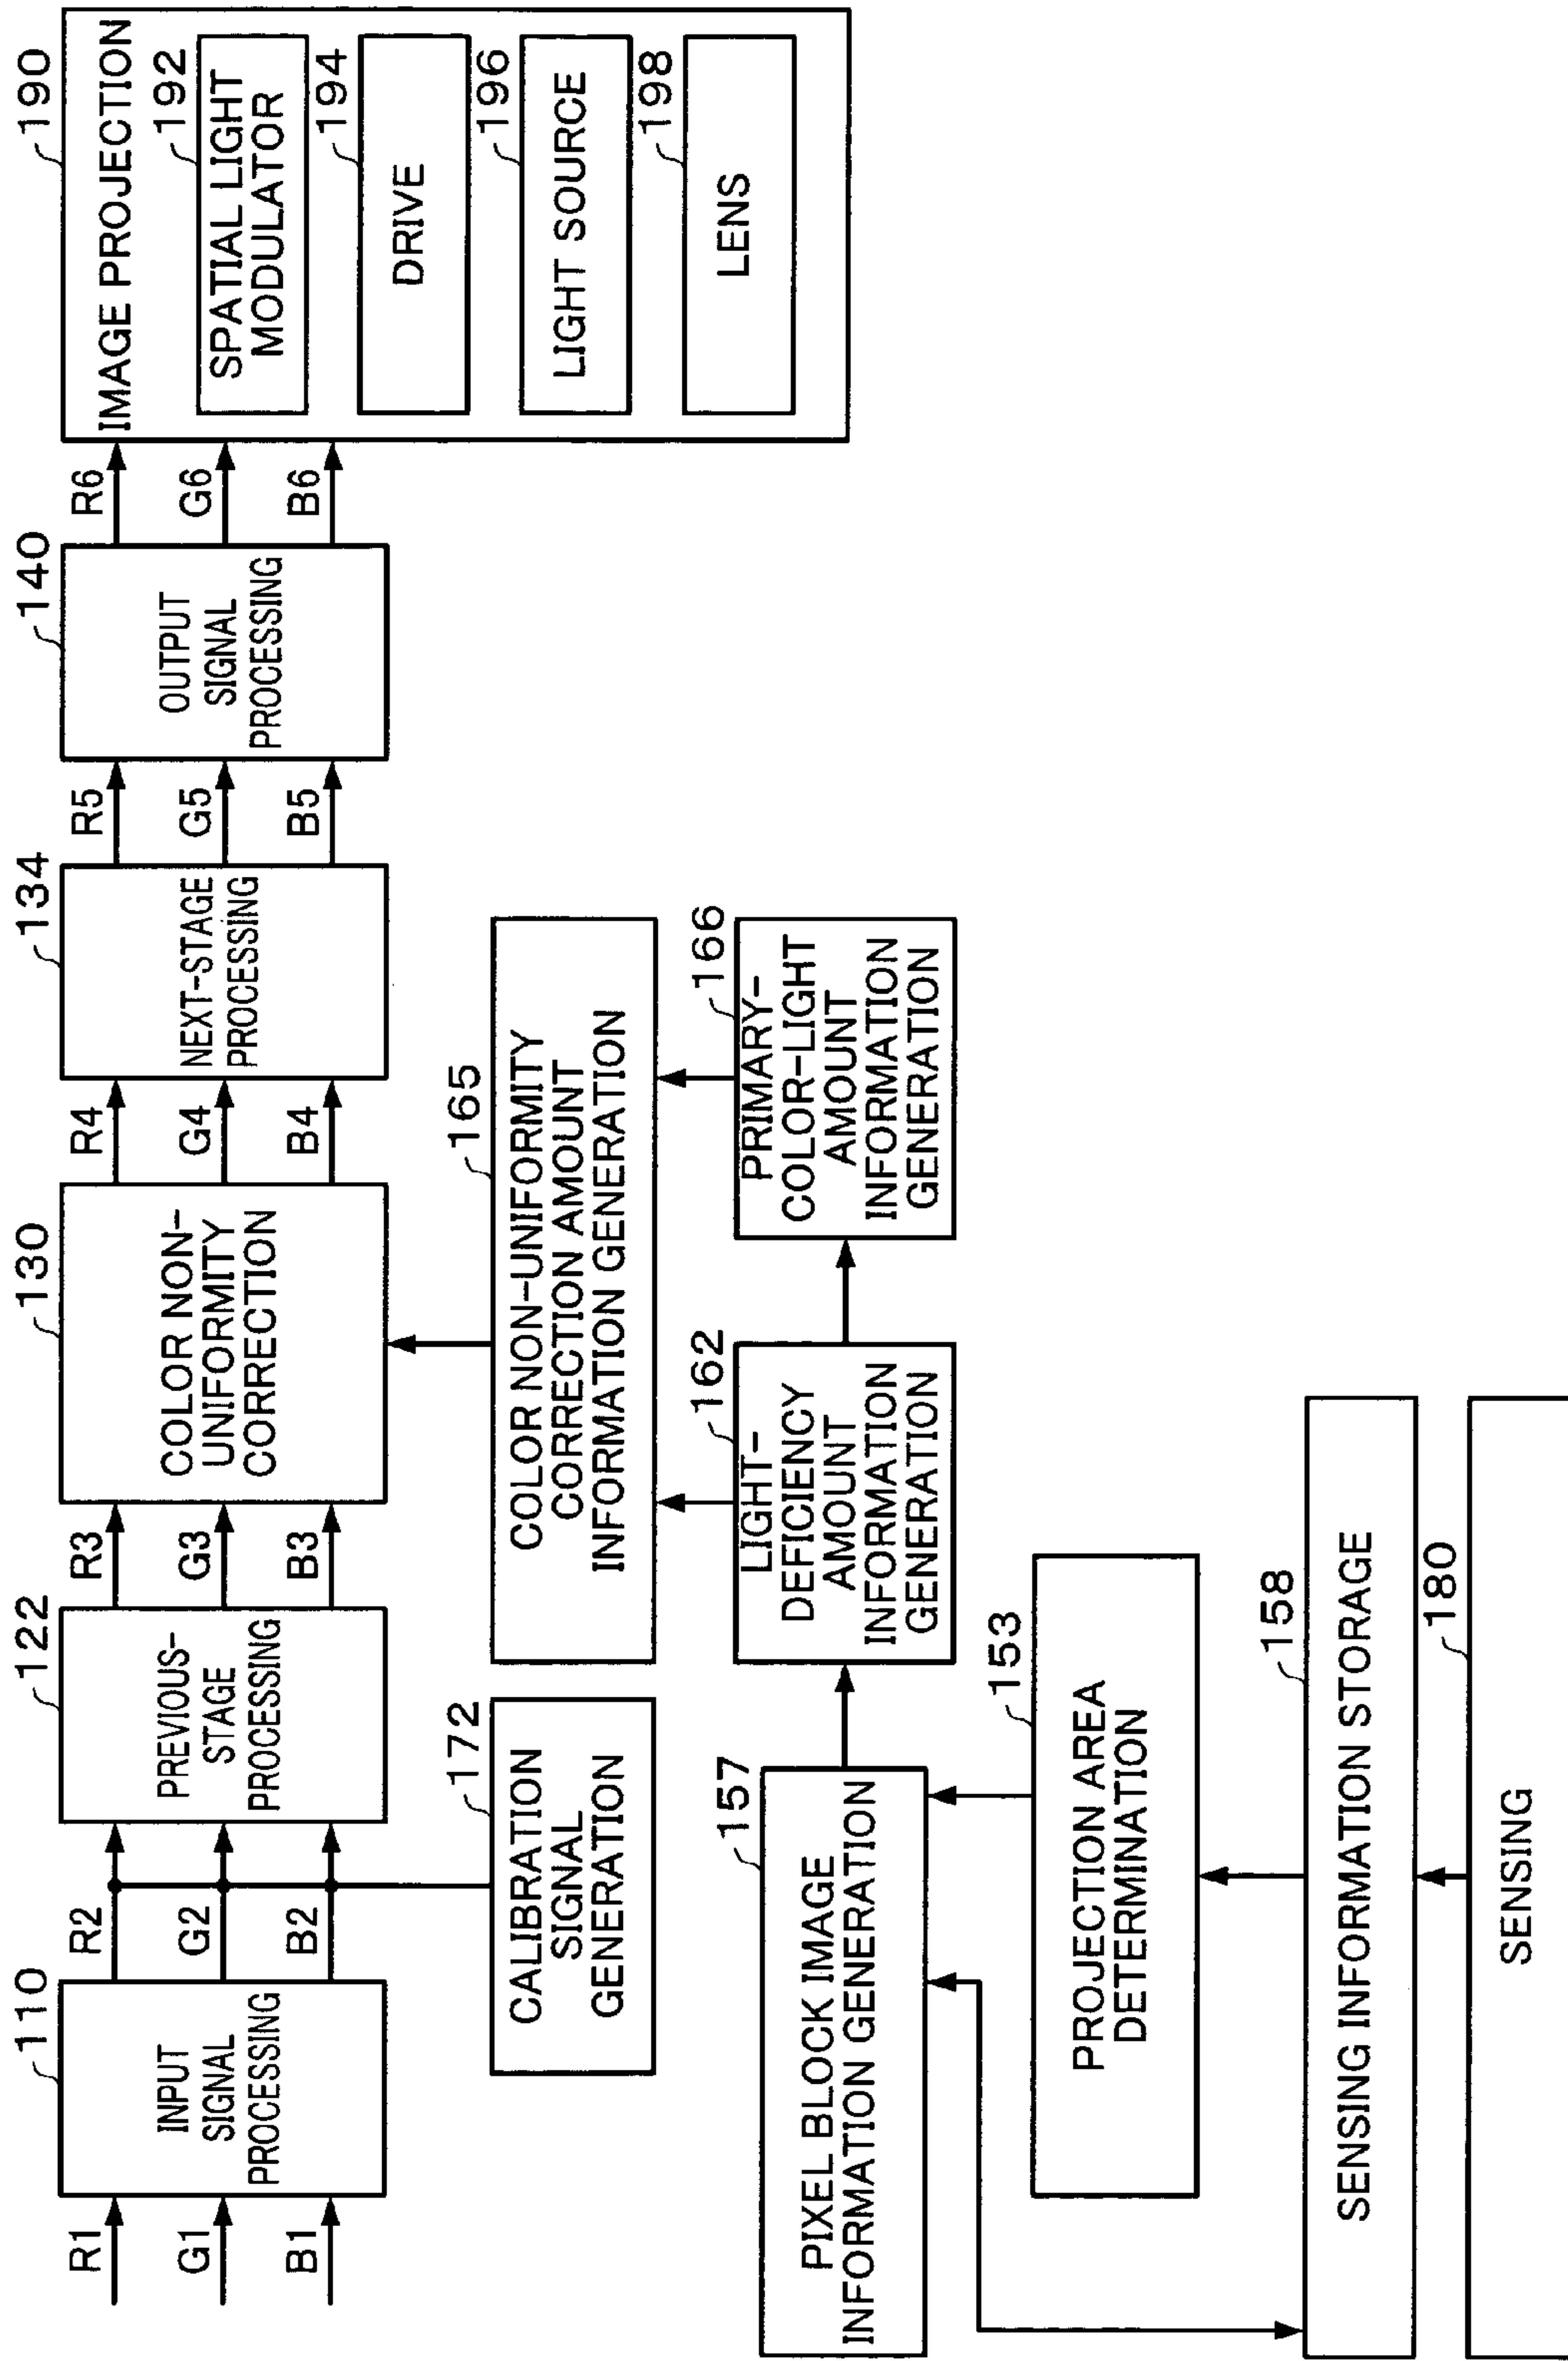 R1
G1
B1
110
INPUT
SIGNAL
PROCESSING
R2
G2
B2
122
PREVIOUS-
STAGE
PROCESSING
R3
G3
B3
130
COLOR NON-
UNIFORMITY
CORRECTION
R4
G4
B4
134
NEXT-STAGE
PROCESSING
R5
G5
B5
140
OUTPUT
SIGNAL
PROCESSING
R6
G6
B6
190
IMAGE PROJECTION
192
SPATIAL LIGHT
MODULATOR
194
DRIVE
196
LIGHT SOURCE
198
LENS
172
CALIBRATION
SIGNAL
GENERATION
165
COLOR NON-UNIFORMITY
CORRECTION AMOUNT
INFORMATION GENERATION
157
PIXEL BLOCK IMAGE
INFORMATION GENERATION
162
LIGHT-
DEFICIENCY
AMOUNT
INFORMATION
GENERATION
166
PRIMARY-
COLOR-LIGHT
AMOUNT
INFORMATION
GENERATION
153
PROJECTION AREA
DETERMINATION
158
SENSING INFORMATION STORAGE
180
SENSING